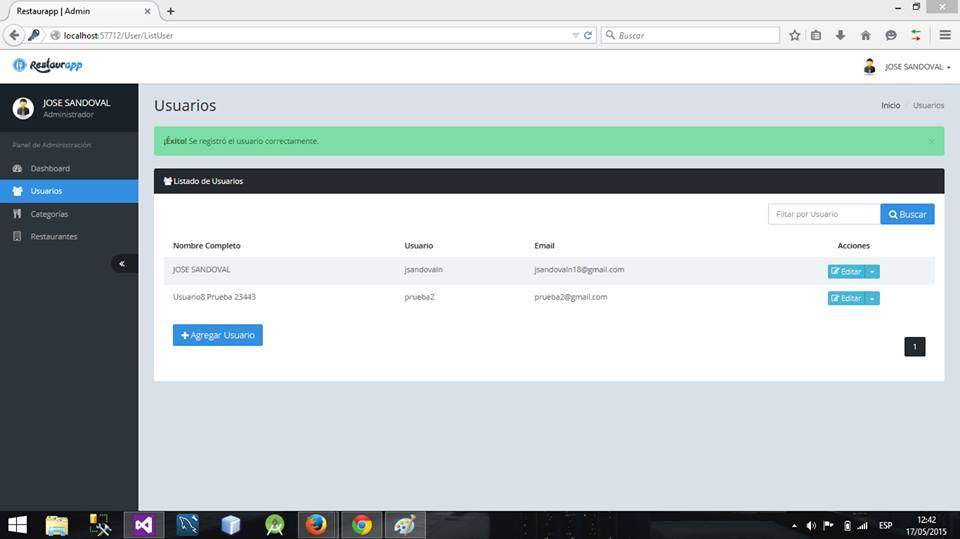 Restaurapp | Admin
localhost:57712/User/ListUser
Buscar
Restaurapp
JOSE SANDOVAL
JOSE SANDOVAL
Administrador
Usuarios
Inicio / Usuarios
¡Éxito! Se registró el usuario correctamente.
Panel de Administración
Dashboard
Usuarios
Categorías
Restaurantes
Listado de Usuarios
Filtar por Usuario
Buscar
Nombre Completo Usuario Email Acciones
JOSE SANDOVAL jsandovaln jsandovaln18@gmail.com Editar
Usuario8 Prueba 23443 prueba2 prueba2@gmail.com Editar
Agregar Usuario
1
ESP
12:42
17/05/2015